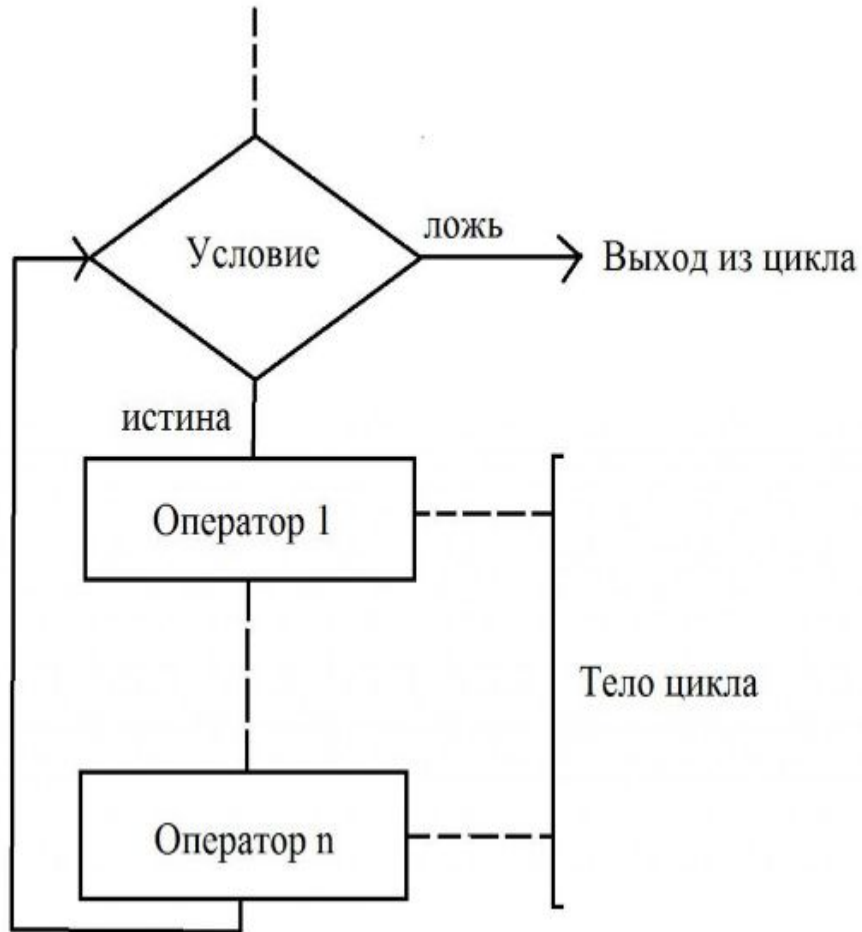 Условие
ложь
Выход из цикла
истина
Оператор 1
Тело цикла
Оператор n